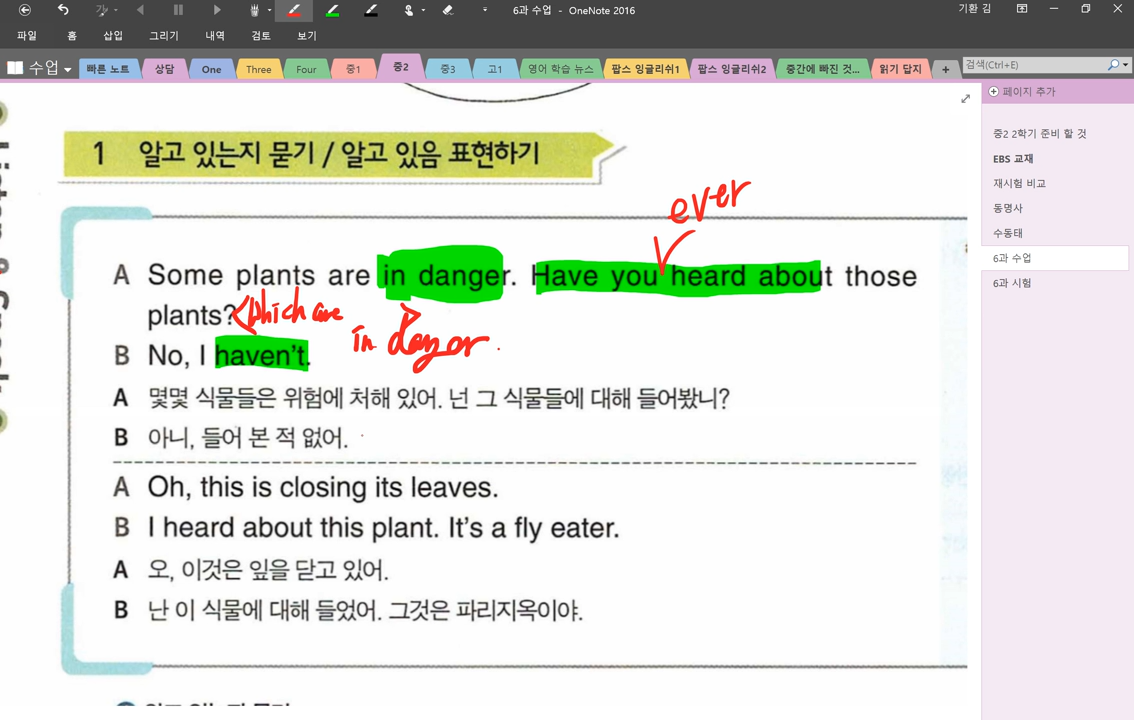 6과 수업 - OneNote 2016
기환 김
파일 홈 삽입 그리기 내역 검토 보기
수업 빠른 노트 상담 One Three Four 중1 중2 중3 고1 영어 학습 뉴스 팝스 잉글리쉬1 팝스 잉글리쉬2 중간에 빠진 것... 읽기 답지 + 검색(Ctrl+E)
페이지 추가
중2 2학기 준비 할 것
EBS 교재
재시험 비교
동명사
수동태
6과 수업
6과 시험
1 알고 있는지 묻기 / 알고 있음 표현하기
ever
A Some plants are in danger. Have you heard about those
plants? which are
in danger.
B No, I haven't.
A 몇몇 식물들은 위험에 처해 있어. 넌 그 식물들에 대해 들어봤니?
B 아니, 들어 본 적 없어.
A Oh, this is closing its leaves.
B I heard about this plant. It's a fly eater.
A 오, 이것은 잎을 닫고 있어.
B 난 이 식물에 대해 들었어. 그것은 파리지옥이야.